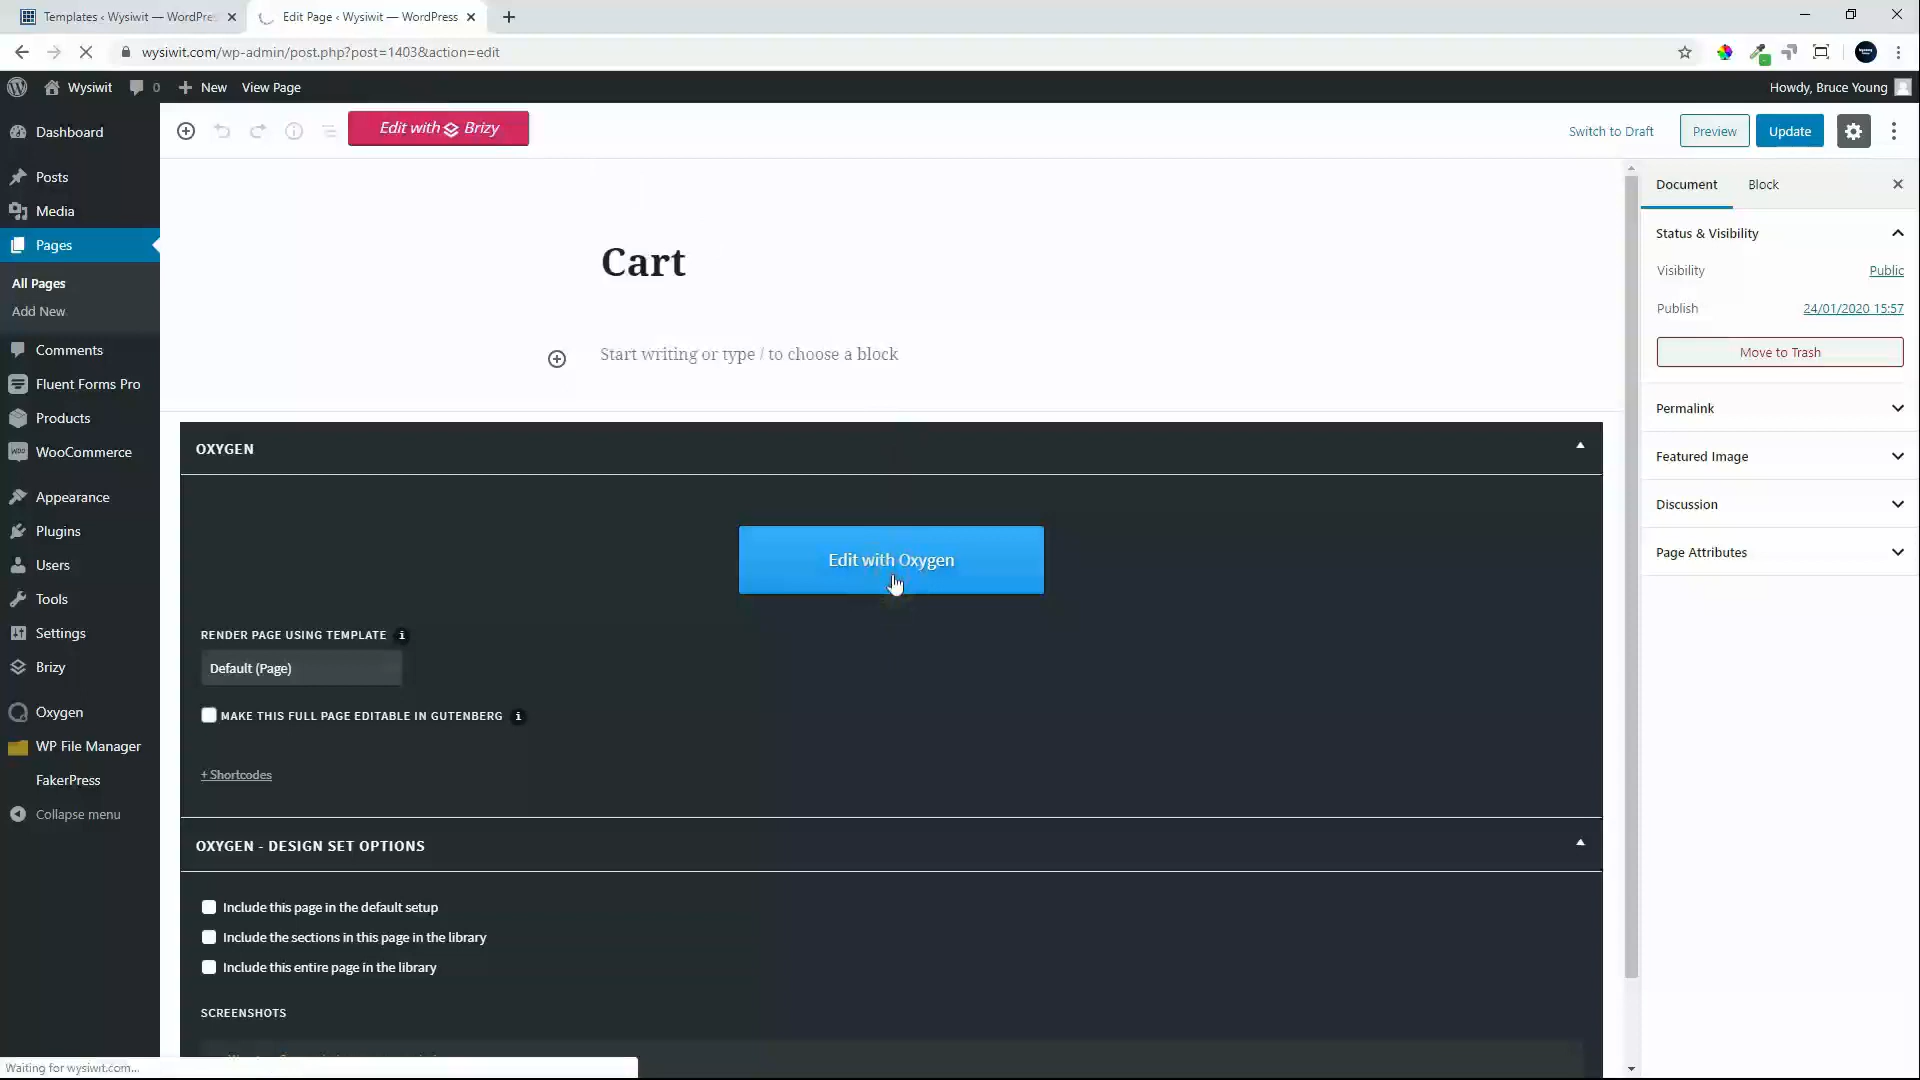 Templates ‹ Wysiwit — WordPre
Edit Page ‹ Wysiwit — WordPress
wysiwit.com/wp-admin/post.php?post=1403&action=edit
Wysiwit
0
New
View Page
Howdy, Bruce Young
Dashboard
Posts
Media
Pages
All Pages
Add New
Comments
Fluent Forms Pro
Products
WooCommerce
Appearance
Plugins
Users
Tools
Settings
Brizy
Oxygen
WP File Manager
FakerPress
Collapse menu
Edit with Brizy
Switch to Draft
Preview
Update
Cart
Start writing or type / to choose a block
OXYGEN
Edit with Oxygen
RENDER PAGE USING TEMPLATE i
Default (Page)
MAKE THIS FULL PAGE EDITABLE IN GUTENBERG i
+ Shortcodes
OXYGEN - DESIGN SET OPTIONS
Include this page in the default setup
Include the sections in this page in the library
Include this entire page in the library
SCREENSHOTS
Document
Block
Status & Visibility
Visibility
Public
Publish
24/01/2020 15:57
Move to Trash
Permalink
Featured Image
Discussion
Page Attributes
Waiting for wysiwit.com...